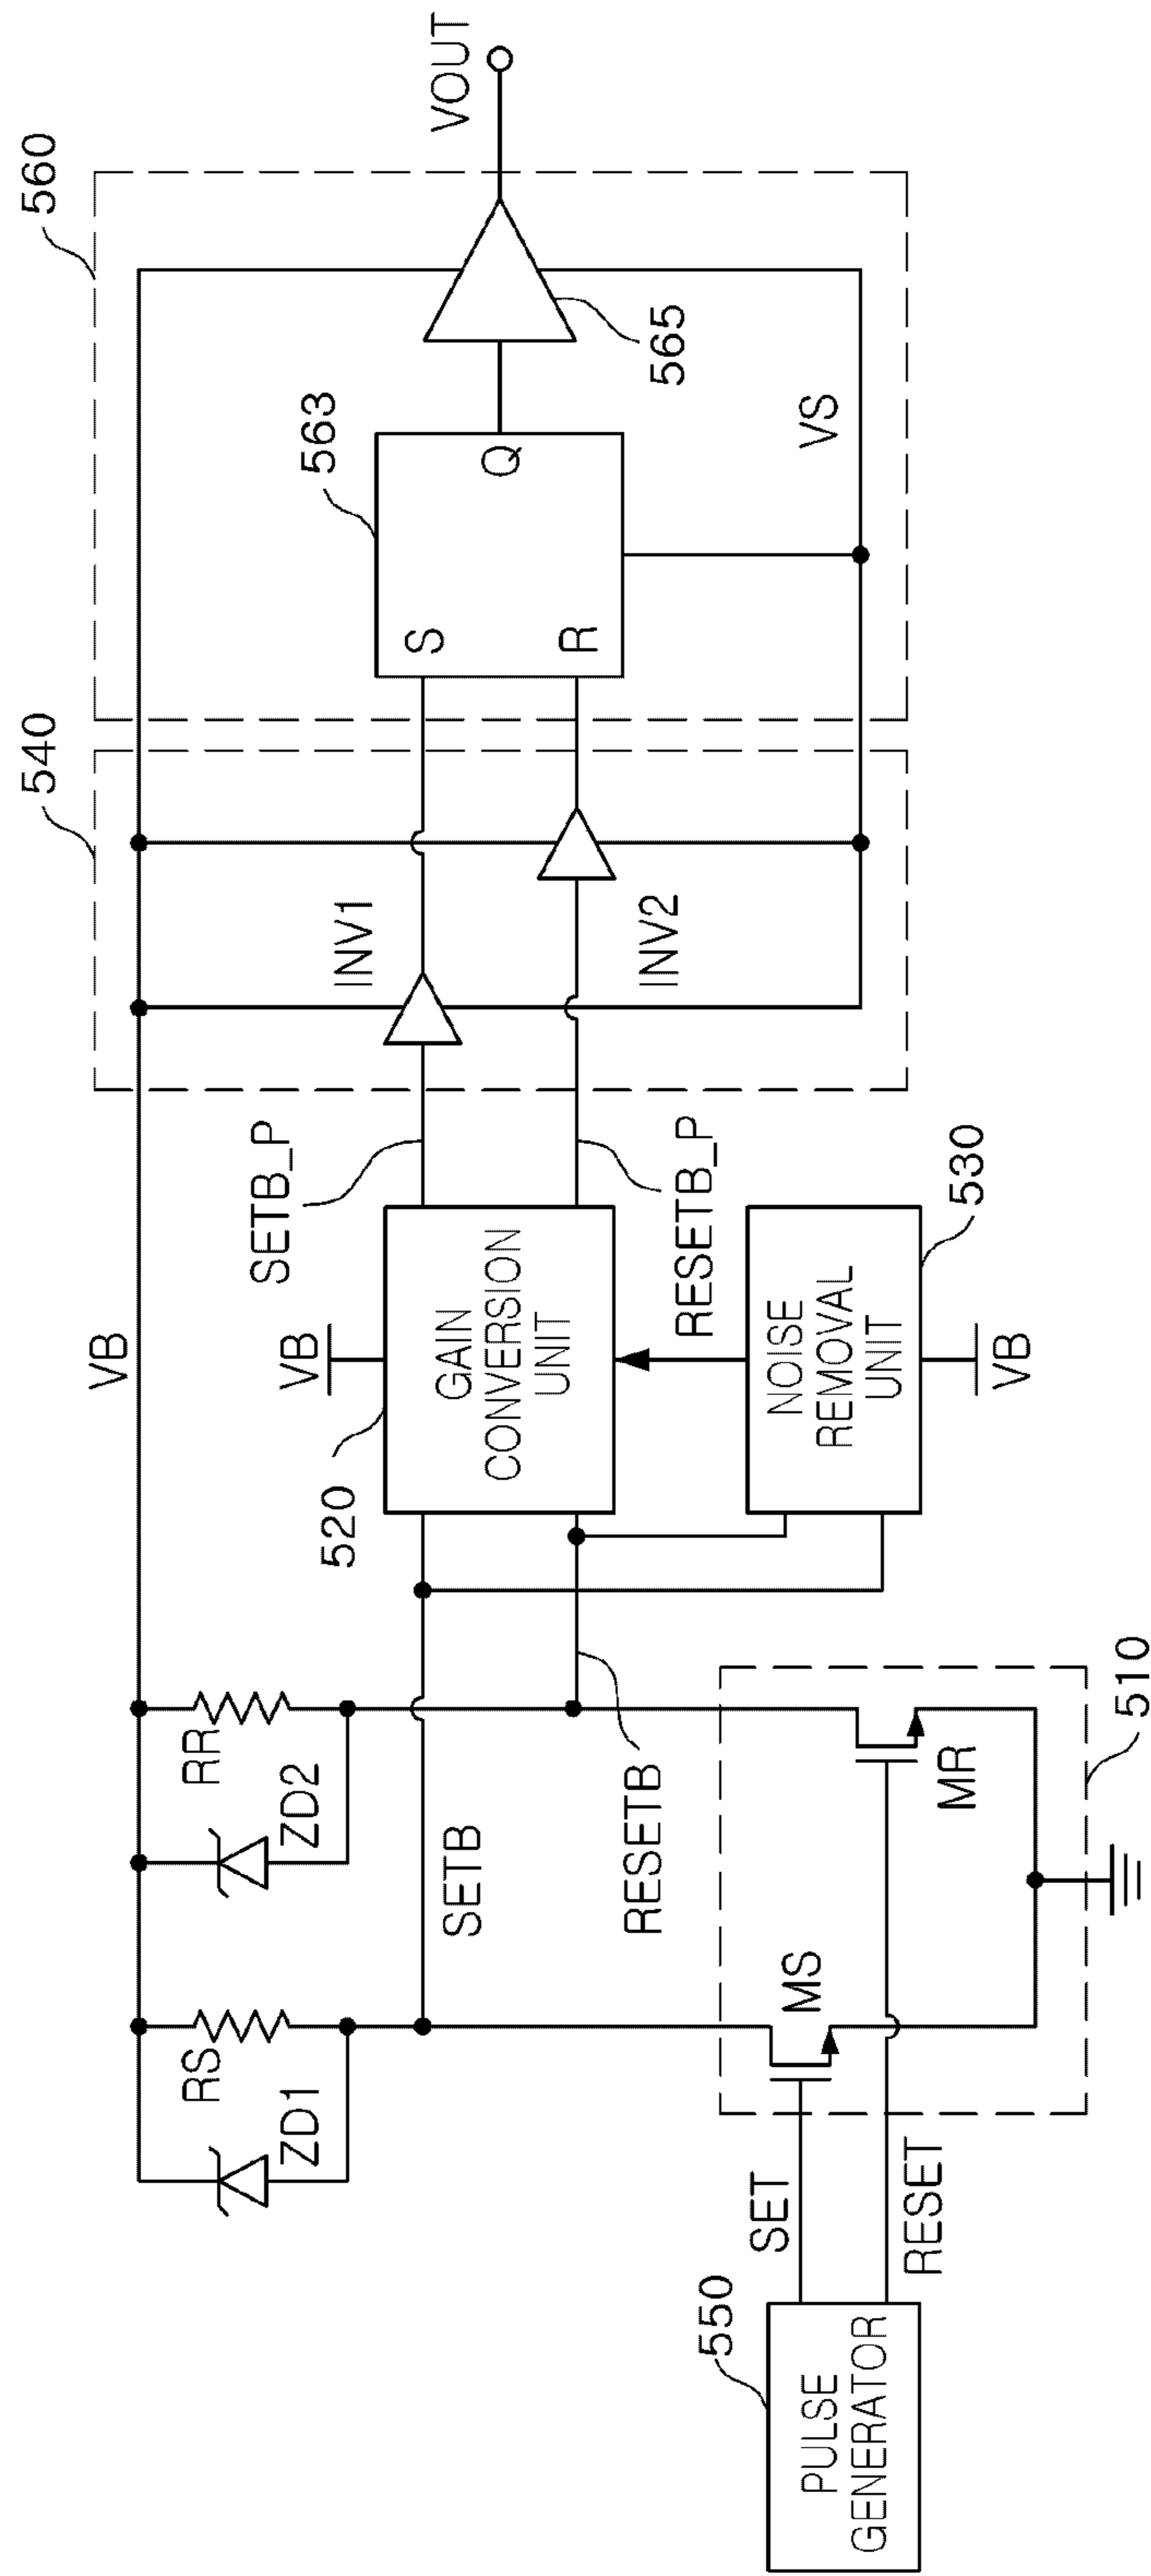 550
PULSE
GENERATOR
SET
RESET
VB
RS
ZD1
RR
ZD2
SETB
RESETB
MS
MR
510
520
VB
GAIN
CONVERSION
UNIT
NOISE
REMOVAL
UNIT
530
VB
SETB_P
RESETB_P
540
INV1
INV2
560
563
S
R
Q
565
VS
VOUT